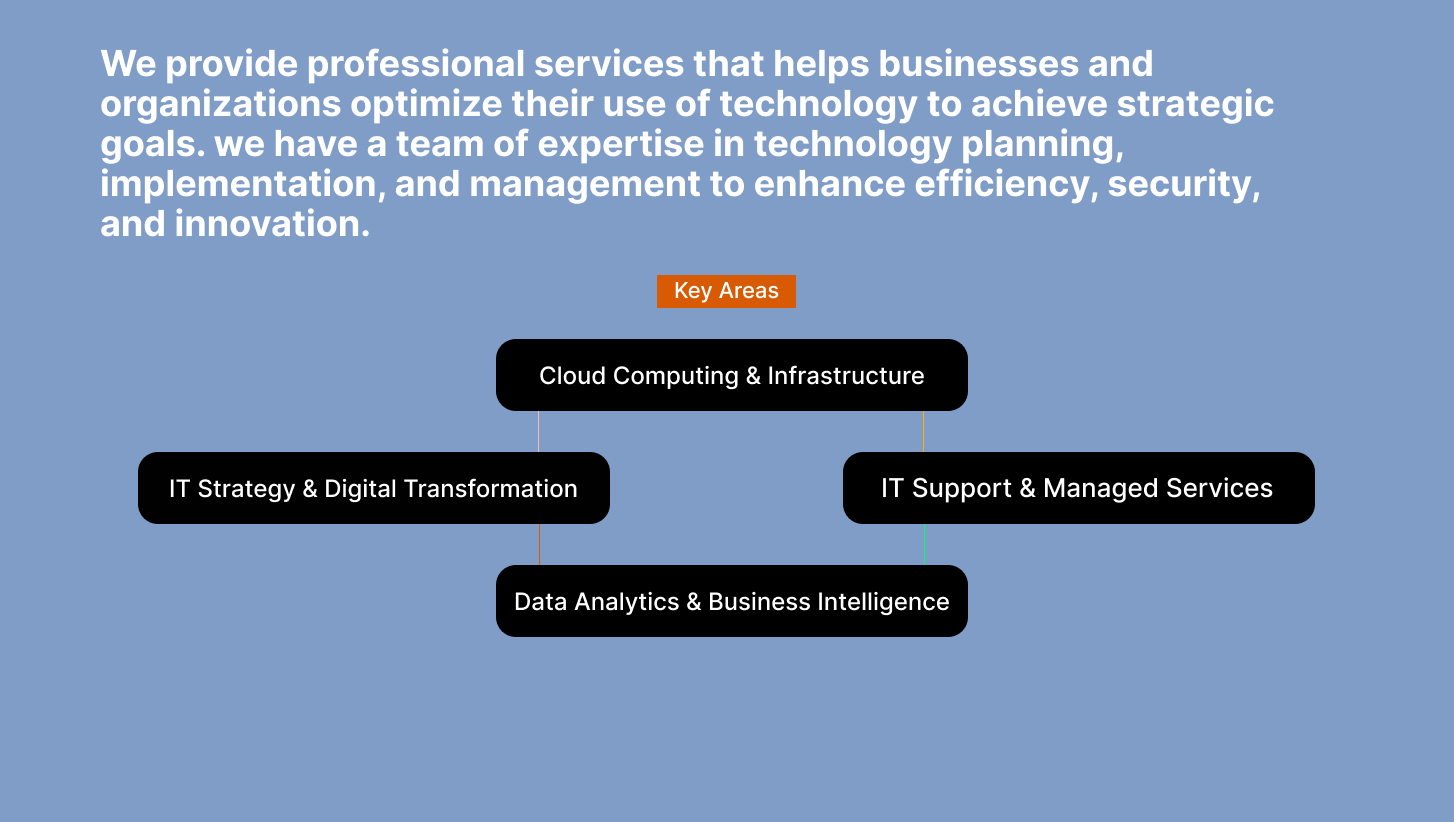 We provide professional services that helps businesses and
organizations optimize their use of technology to achieve strategic
goals. we have a team of expertise in technology planning,
implementation, and management to enhance efficiency, security,
and innovation.
Key Areas
Cloud Computing & Infrastructure
IT Strategy & Digital Transformation
IT Support & Managed Services
Data Analytics & Business Intelligence